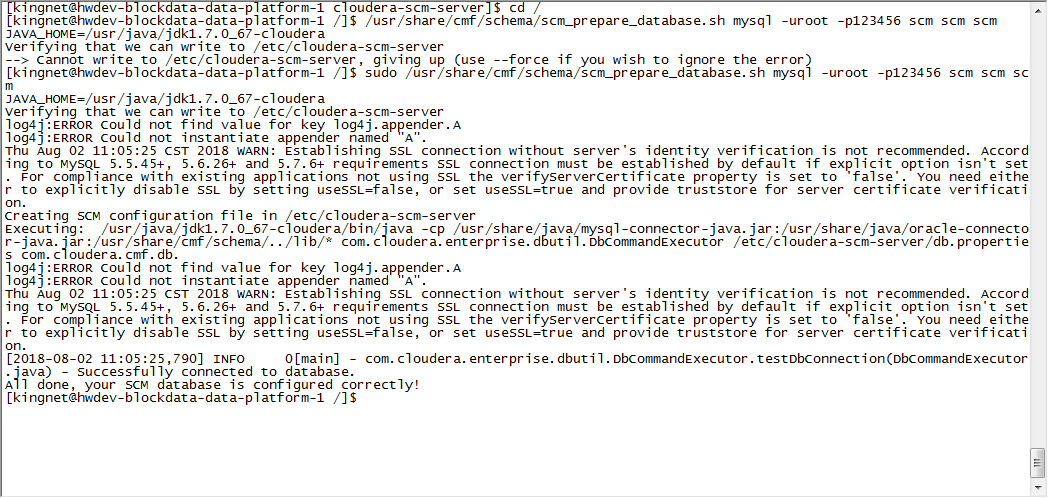 [kingnet@hwdev-blockdata-data-platform-1 cloudera-scm-server]$ cd /
[kingnet@hwdev-blockdata-data-platform-1 /]$ /usr/share/cmf/schema/scm_prepare_database.sh mysql -uroot -p123456 scm scm scm
JAVA_HOME=/usr/java/jdk1.7.0_67-cloudera
Verifying that we can write to /etc/cloudera-scm-server
--> Cannot write to /etc/cloudera-scm-server, giving up (use --force if you wish to ignore the error)
[kingnet@hwdev-blockdata-data-platform-1 /]$ sudo /usr/share/cmf/schema/scm_prepare_database.sh mysql -uroot -p123456 scm scm sc
m
JAVA_HOME=/usr/java/jdk1.7.0_67-cloudera
Verifying that we can write to /etc/cloudera-scm-server
log4j:ERROR Could not find value for key log4j.appender.A
log4j:ERROR Could not instantiate appender named "A".
Thu Aug 02 11:05:25 CST 2018 WARN: Establishing SSL connection without server's identity verification is not recommended. Accord
ing to MySQL 5.5.45+, 5.6.26+ and 5.7.6+ requirements SSL connection must be established by default if explicit option isn't set
. For compliance with existing applications not using SSL the verifyServerCertificate property is set to 'false'. You need eithe
r to explicitly disable SSL by setting useSSL=false, or set useSSL=true and provide truststore for server certificate verificati
on.
Creating SCM configuration file in /etc/cloudera-scm-server
Executing:  /usr/java/jdk1.7.0_67-cloudera/bin/java -cp /usr/share/java/mysql-connector-java.jar:/usr/share/java/oracle-connecto
r-java.jar:/usr/share/cmf/schema/../lib/* com.cloudera.enterprise.dbutil.DbCommandExecutor /etc/cloudera-scm-server/db.propertie
s com.cloudera.cmf.db.
log4j:ERROR Could not find value for key log4j.appender.A
log4j:ERROR Could not instantiate appender named "A".
Thu Aug 02 11:05:25 CST 2018 WARN: Establishing SSL connection without server's identity verification is not recommended. Accord
ing to MySQL 5.5.45+, 5.6.26+ and 5.7.6+ requirements SSL connection must be established by default if explicit option isn't set
. For compliance with existing applications not using SSL the verifyServerCertificate property is set to 'false'. You need eithe
r to explicitly disable SSL by setting useSSL=false, or set useSSL=true and provide truststore for server certificate verificati
on.
[2018-08-02 11:05:25,790] INFO     0[main] - com.cloudera.enterprise.dbutil.DbCommandExecutor.testDbConnection(DbCommandExecutor
.java) - Successfully connected to database.
All done, your SCM database is configured correctly!
[kingnet@hwdev-blockdata-data-platform-1 /]$